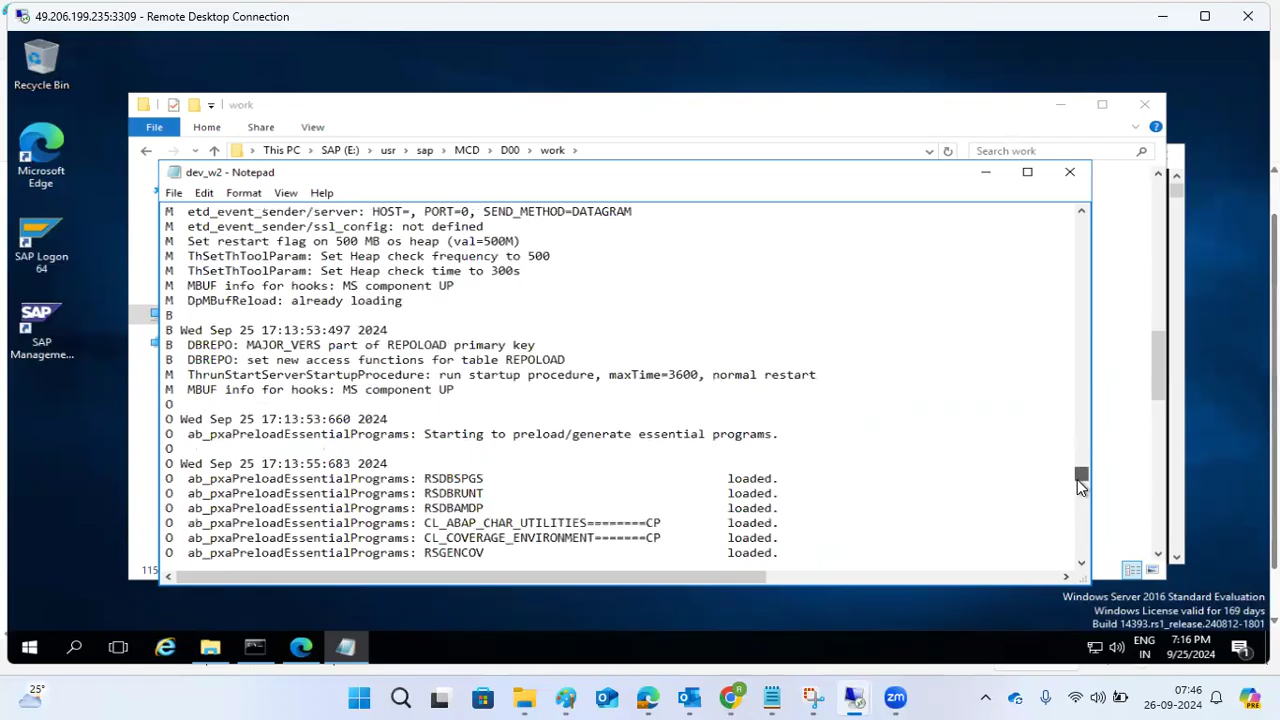 49.206.199.235:3309 - Remote Desktop Connection
Recycle Bin
Microsoft
Edge
SAP Logon
64
SAP
SAP
Manageme...
work
File Home Share View
This PC SAP (E:) usr sap MCD D00 work
Search work
dev_w2 - Notepad
File Edit Format View Help
M etd_event_sender/server: HOST=, PORT=0, SEND_METHOD=DATAGRAM
M etd_event_sender/ssl_config: not defined
M Set restart flag on 500 MB os heap (val=500M)
M ThSetThToolParam: Set Heap check frequency to 500
M ThSetThToolParam: Set Heap check time to 300s
M MBUF info for hooks: MS component UP
M DpMBufReload: already loading
B
B Wed Sep 25 17:13:53:497 2024
B DBREPO: MAJOR_VERS part of REPOLOAD primary key
B DBREPO: set new access functions for table REPOLOAD
M ThrunStartServerStartupProcedure: run startup procedure, maxTime=3600, normal restart
M MBUF info for hooks: MS component UP
O
O Wed Sep 25 17:13:53:660 2024
O ab_pxaPreloadEssentialPrograms: Starting to preload/generate essential programs.
O
O Wed Sep 25 17:13:55:683 2024
O ab_pxaPreloadEssentialPrograms: RSDBSPGS loaded.
O ab_pxaPreloadEssentialPrograms: RSDBRUNT loaded.
O ab_pxaPreloadEssentialPrograms: RSDBAMDP loaded.
O ab_pxaPreloadEssentialPrograms: CL_ABAP_CHAR_UTILITIES========CP loaded.
O ab_pxaPreloadEssentialPrograms: CL_COVERAGE_ENVIRONMENT=======CP loaded.
O ab_pxaPreloadEssentialPrograms: RSGENCOV loaded.
115
Windows Server 2016 Standard Evaluation
Windows License valid for 169 days
Build 14393.rs1_release.240812-1801
ENG
IN
7:16 PM
9/25/2024
1
25°
R
zm
07:46
26-09-2024
PRE